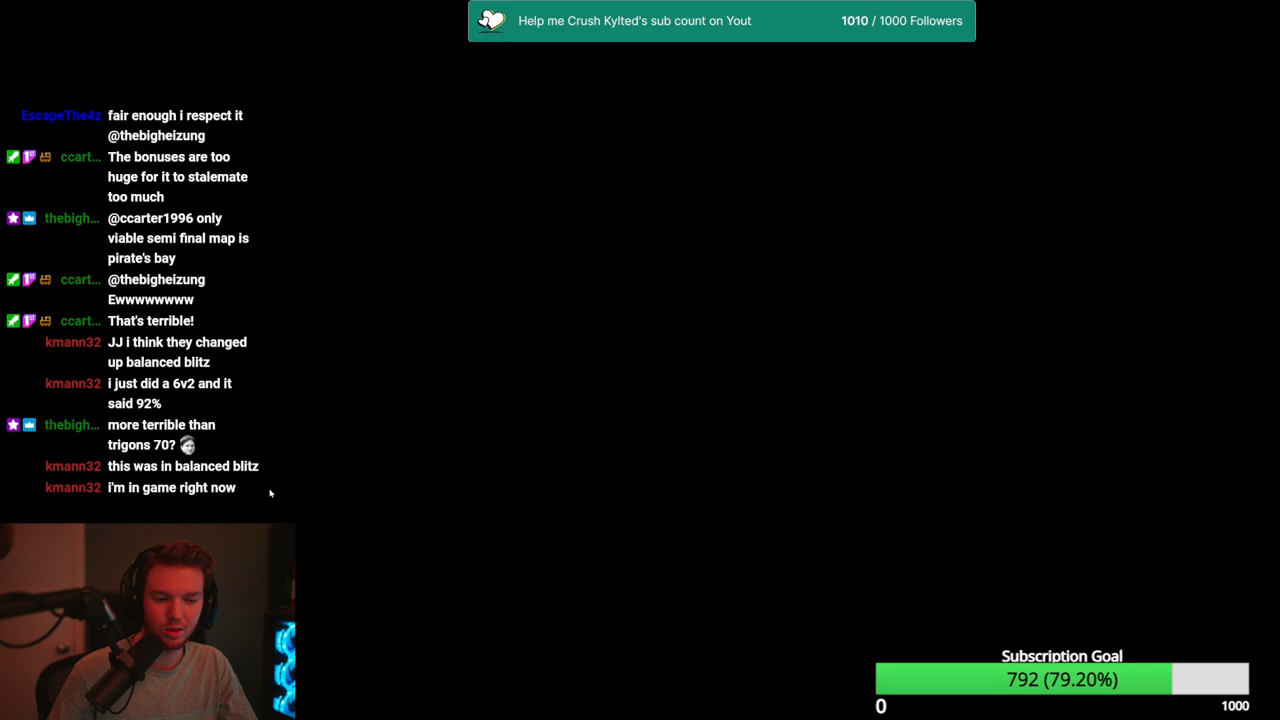 Help me Crush Kylted's sub count on Yout
1010 / 1000 Followers
EscapeThe4z fair enough i respect it
@thebigheizung
ccart... The bonuses are too
huge for it to stalemate
too much
thebigh... @ccarter1996 only
viable semi final map is
pirate's bay
ccart... @thebigheizung
Ewwwwwwww
ccart... That's terrible!
kmann32 JJ i think they changed
up balanced blitz
kmann32 i just did a 6v2 and it
said 92%
thebigh... more terrible than
trigons 70?
kmann32 this was in balanced blitz
kmann32 i'm in game right now
Subscription Goal
792 (79.20%)
0 1000